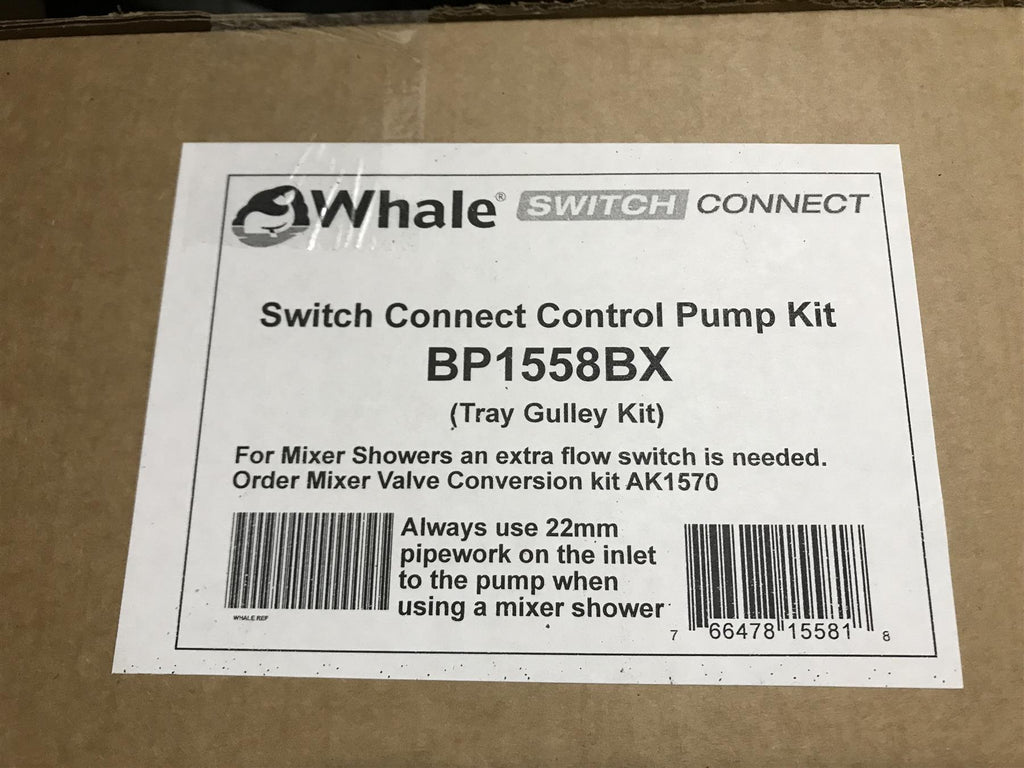 Whale® SWITCH CONNECT
Switch Connect Control Pump Kit
BP1558BX
(Tray Gulley Kit)
For Mixer Showers an extra flow switch is needed.
Order Mixer Valve Conversion kit AK1570
Always use 22mm
pipework on the inlet
to the pump when
using a mixer shower
WHALE REF
7 66478 15581 8